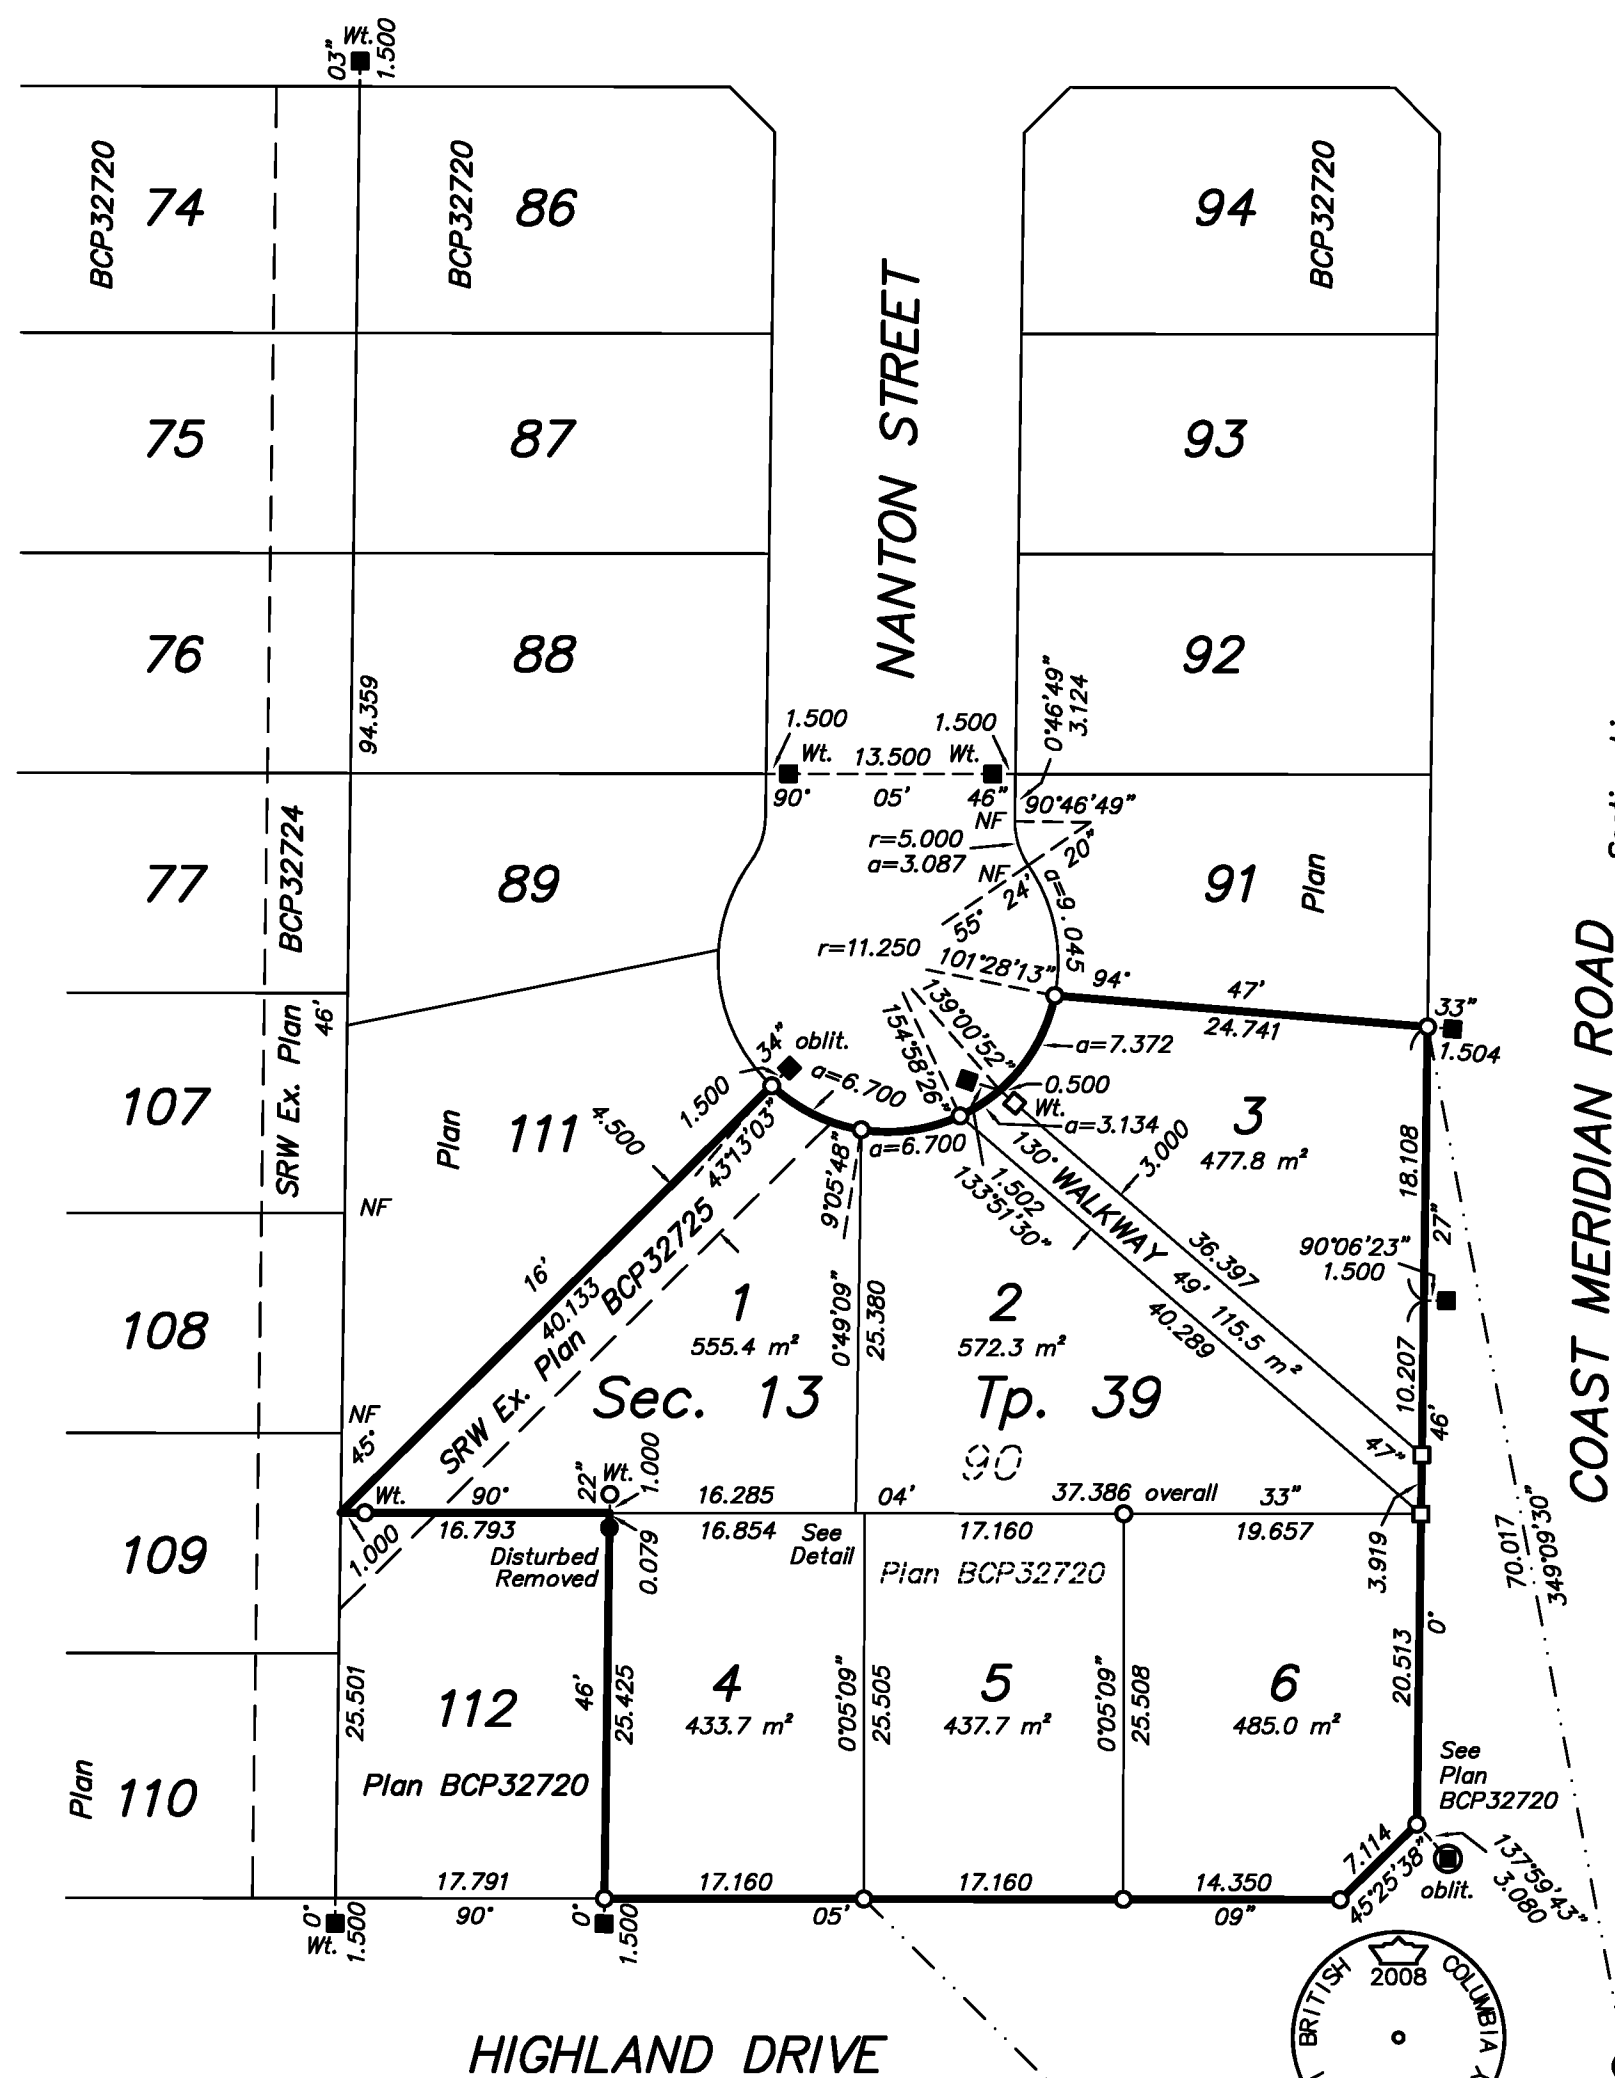 03"
Wt.
1.500
BCP32720
74
BCP32720
86
94
BCP32720
75
87
NANTON STREET
93
76
88
92
94.359
1.500
1.500
0°46'49"
3.124
Wt.
13.500
Wt.
90°
05'
46"
90°46'49"
NF
r=5.000
a=3.087
20"
NF
24'
55°
a=9.045
77
BCP32724
89
91
Plan
r=11.250
101°28'13"
94°
47'
33"
24.741
1.504
SRW Ex. Plan
46'
139°00'52"
154°58'26"
34"
oblit.
a=7.372
a=6.700
0.500
Wt.
a=3.134
a=6.700
107
Plan
111
4.500
1.500
43°13'03"
3
477.8 m²
18.108
130°
WALKWAY
3.000
1.502
133°51'30"
9°05'48"
NF
BCP32725
36.397
27"
90°06'23"
1.500
COAST MERIDIAN ROAD
108
16'
40.133
1
555.4 m²
0°49'09"
25.380
2
572.3 m²
49'
115.5 m²
40.289
10.207
SRW Ex. Plan
Sec. 13
Tp. 39
90
NF
45°
46'
47"
22"
Wt.
1.000
Wt.
90°
16.285
04'
37.386 overall
33"
1.000
16.793
16.854
See
Detail
17.160
19.657
109
Disturbed
Removed
0.079
Plan BCP32720
3.919
70.017
349°09'30"
0°
25.501
112
46'
25.425
4
433.7 m²
0°05'09"
25.505
5
437.7 m²
0°05'09"
25.508
6
485.0 m²
20.513
Plan
110
Plan BCP32720
See
Plan
BCP32720
7.114
45°25'38"
137°59'43"
3.080
oblit.
17.791
17.160
17.160
14.350
0°
Wt.
1.500
90°
0°
1.500
05'
09"
HIGHLAND DRIVE
BRITISH COLUMBIA
2008